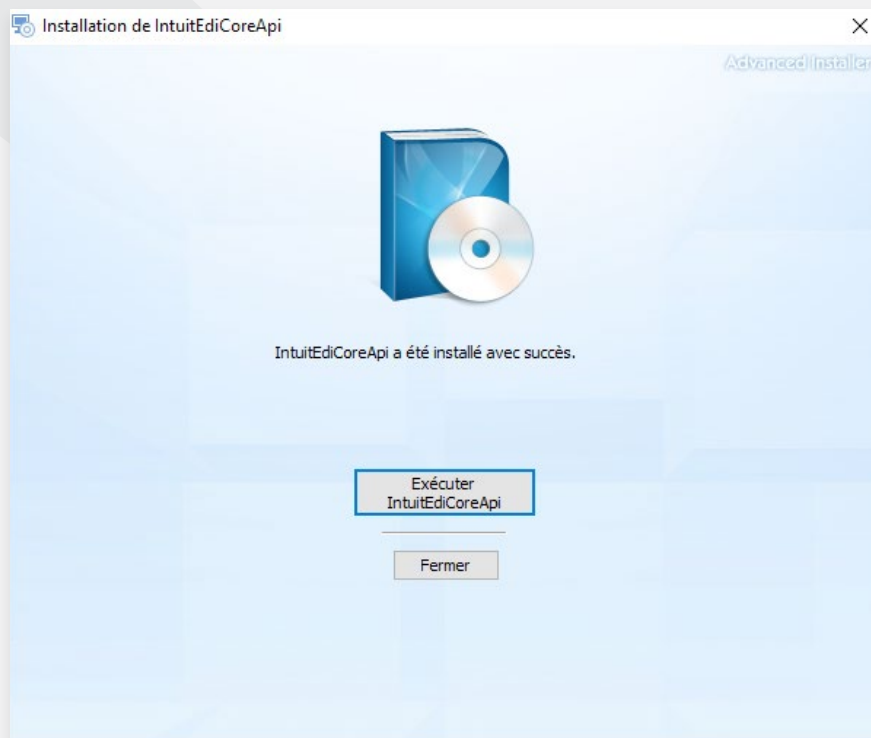 Installation de IntuitEdiCoreApi
Advanced Installer
IntuitEdiCoreApi a été installé avec succès.
Exécuter
IntuitEdiCoreApi
Fermer